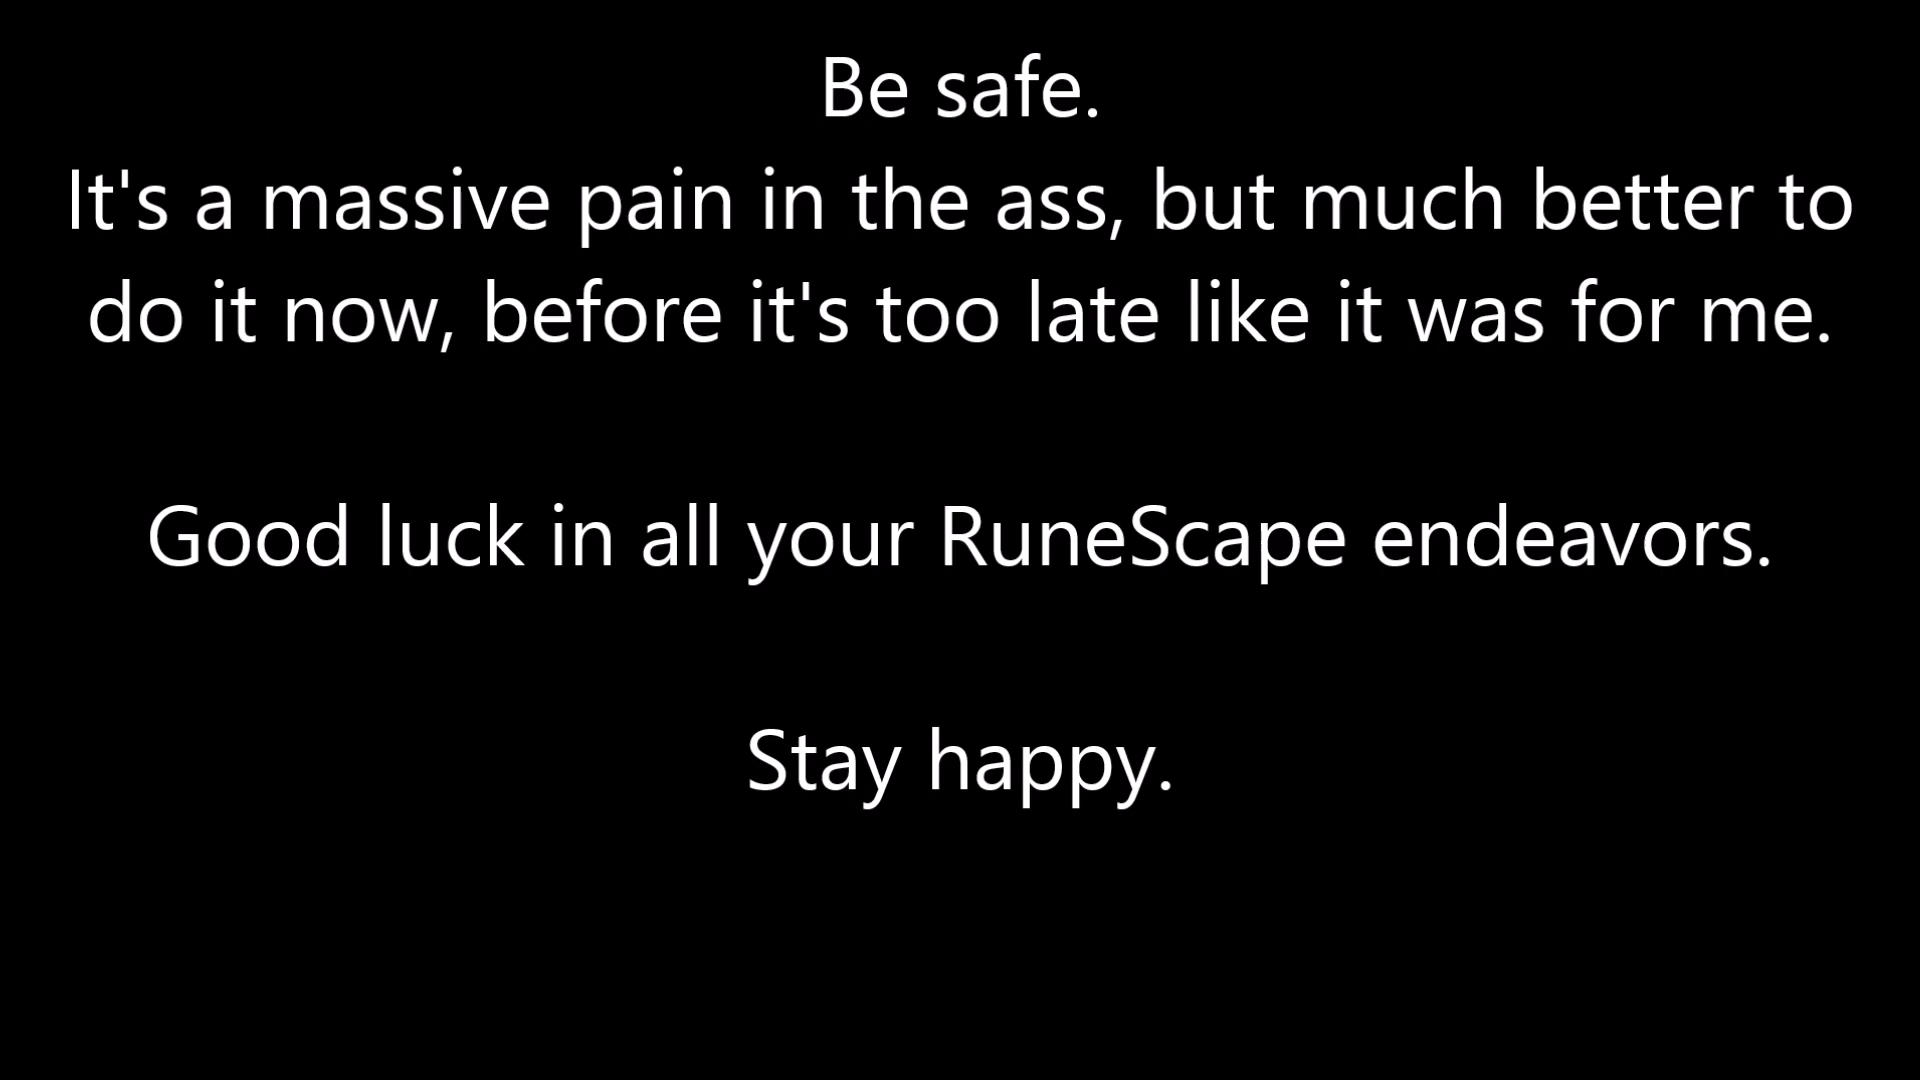 Be safe.
It's a massive pain in the ass, but much better to
do it now, before it's too late like it was for me.
Good luck in all your RuneScape endeavors.
Stay happy.